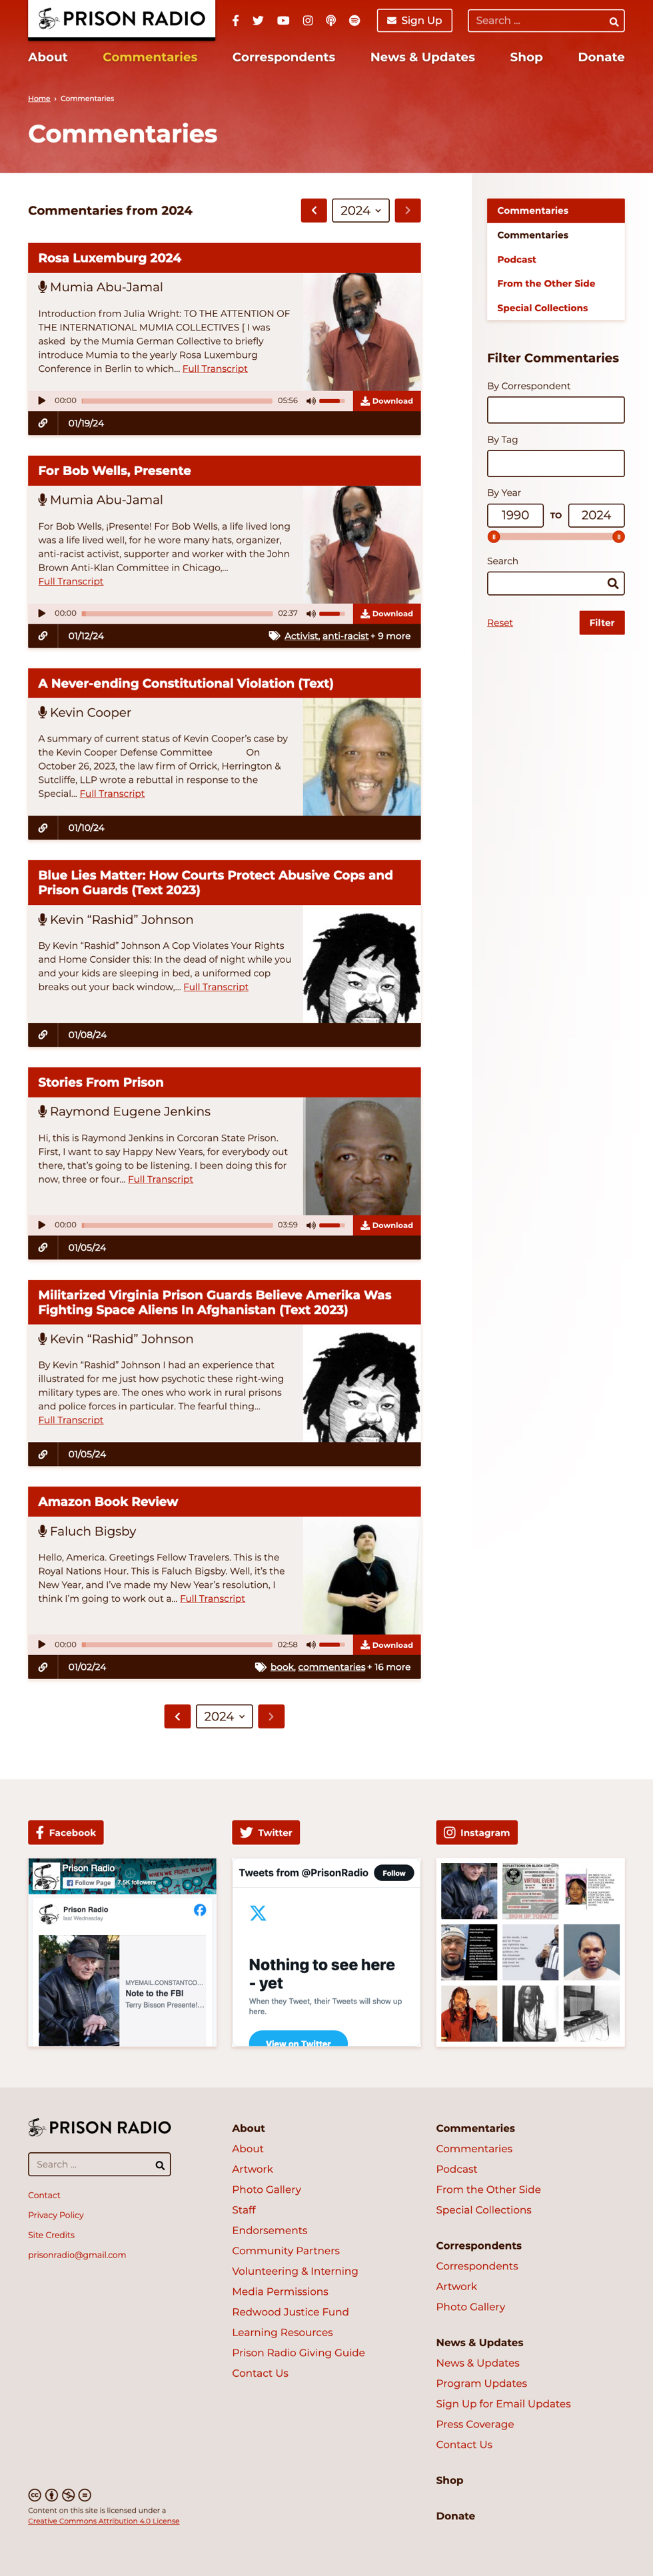 PRISON RADIO
Sign Up
Search ...
About
Commentaries
Correspondents
News & Updates
Shop
Donate
Home › Commentaries
Commentaries
Commentaries from 2024
2024
Rosa Luxemburg 2024
Mumia Abu-Jamal
Introduction from Julia Wright: TO THE ATTENTION OF
THE INTERNATIONAL MUMIA COLLECTIVES [ I was
asked by the Mumia German Collective to briefly
introduce Mumia to the yearly Rosa Luxemburg
Conference in Berlin to which... Full Transcript
00:00
05:56
Download
01/19/24
For Bob Wells, Presente
Mumia Abu-Jamal
For Bob Wells, ¡Presente! For Bob Wells, a life lived long
was a life lived well, for he wore many hats, organizer,
anti-racist activist, supporter and worker with the John
Brown Anti-Klan Committee in Chicago,...
Full Transcript
00:00
02:37
Download
01/12/24
Activist, anti-racist + 9 more
A Never-ending Constitutional Violation (Text)
Kevin Cooper
A summary of current status of Kevin Cooper's case by
the Kevin Cooper Defense Committee On
October 26, 2023, the law firm of Orrick, Herrington &
Sutcliffe, LLP wrote a rebuttal in response to the
Special... Full Transcript
01/10/24
Blue Lies Matter: How Courts Protect Abusive Cops and
Prison Guards (Text 2023)
Kevin “Rashid” Johnson
By Kevin “Rashid” Johnson A Cop Violates Your Rights
and Home Consider this: In the dead of night while you
and your kids are sleeping in bed, a uniformed cop
breaks out your back window,... Full Transcript
01/08/24
Stories From Prison
Raymond Eugene Jenkins
Hi, this is Raymond Jenkins in Corcoran State Prison.
First, I want to say Happy New Years, for everybody out
there, that's going to be listening. I been doing this for
now, three or four... Full Transcript
00:00
03:59
Download
01/05/24
Militarized Virginia Prison Guards Believe Amerika Was
Fighting Space Aliens In Afghanistan (Text 2023)
Kevin “Rashid” Johnson
By Kevin “Rashid” Johnson I had an experience that
illustrated for me just how psychotic these right-wing
military types are. The ones who work in rural prisons
and police forces in particular. The fearful thing...
Full Transcript
01/05/24
Amazon Book Review
Faluch Bigsby
Hello, America. Greetings Fellow Travelers. This is the
Royal Nations Hour. This is Faluch Bigsby. Well, it's the
New Year, and I've made my New Year's resolution, I
think I'm going to work out a... Full Transcript
00:00
02:58
Download
01/02/24
book, commentaries + 16 more
2024
Commentaries
Commentaries
Podcast
From the Other Side
Special Collections
Filter Commentaries
By Correspondent
By Tag
By Year
1990 TO 2024
Search
Reset
Filter
Facebook
Prison Radio
Follow Page
7.5K followers
Prison Radio
last Wednesday
MYEMAIL.CONSTANTCO...
Note to the FBI
Terry Bisson Presente!...
Twitter
Tweets from @PrisonRadio
Follow
Nothing to see here
- yet
When they Tweet, their Tweets will show up
here.
View on Twitter
Instagram
VIRTUAL EVENT
PRISON RADIO
Search ...
Contact
Privacy Policy
Site Credits
prisonradio@gmail.com
About
About
Artwork
Photo Gallery
Staff
Endorsements
Community Partners
Volunteering & Interning
Media Permissions
Redwood Justice Fund
Learning Resources
Prison Radio Giving Guide
Contact Us
Commentaries
Commentaries
Podcast
From the Other Side
Special Collections
Correspondents
Correspondents
Artwork
Photo Gallery
News & Updates
News & Updates
Program Updates
Sign Up for Email Updates
Press Coverage
Contact Us
Shop
Donate
Content on this site is licensed under a
Creative Commons Attribution 4.0 License